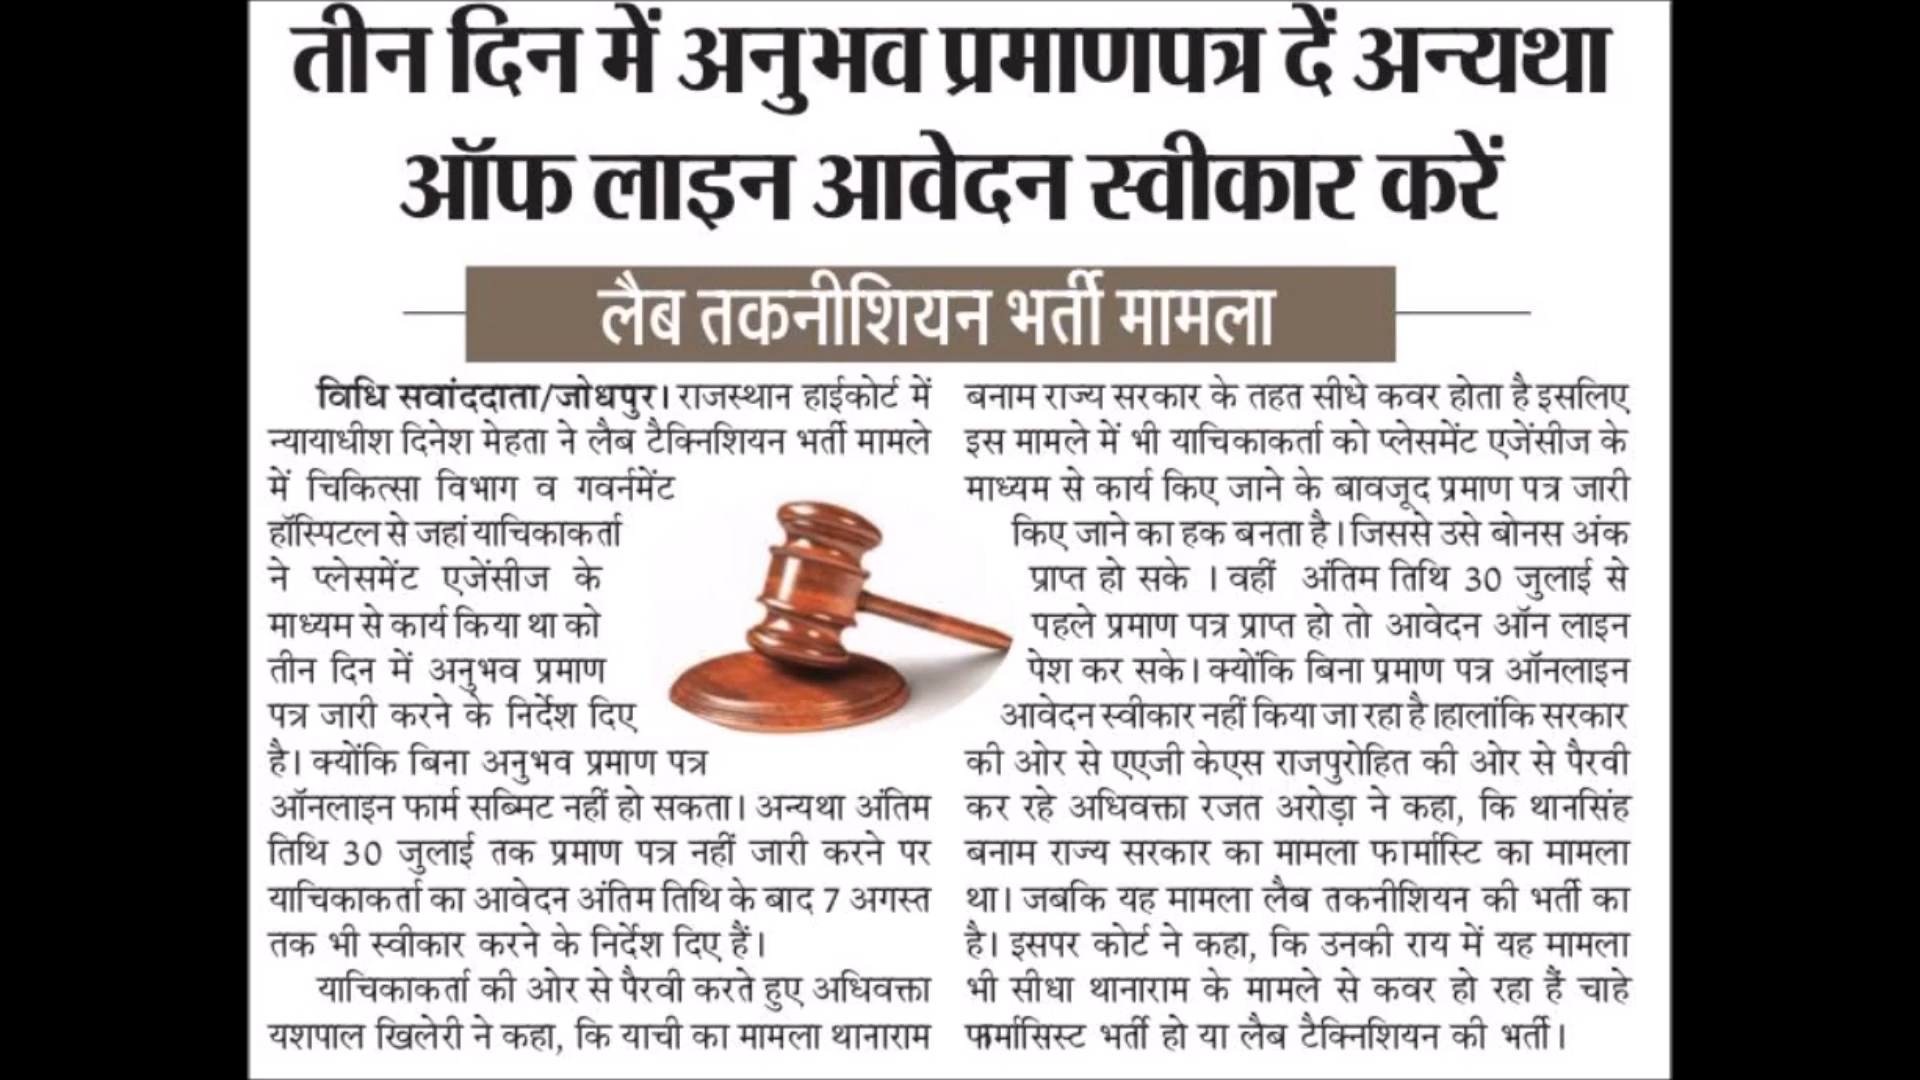 तीन दिन में अनुभव प्रमाणपत्र दें अन्यथा
ऑफ लाइन आवेदन स्वीकार करें
लैब तकनीशियन भर्ती मामला
विधि सवांददाता/जोधपुर। राजस्थान हाईकोर्ट में
न्यायाधीश दिनेश मेहता ने लैब टैक्निशियन भर्ती मामले
में चिकित्सा विभाग व गवर्नमेंट
हॉस्पिटल से जहां याचिकाकर्ता
ने प्लेसमेंट एजेंसीज के
माध्यम से कार्य किया था को
तीन दिन में अनुभव प्रमाण
पत्र जारी करने के निर्देश दिए
है। क्योंकि बिना अनुभव प्रमाण पत्र
ऑनलाइन फार्म सब्मिट नहीं हो सकता। अन्यथा अंतिम
तिथि 30 जुलाई तक प्रमाण पत्र नहीं जारी करने पर
याचिकाकर्ता का आवेदन अंतिम तिथि के बाद 7 अगस्त
तक भी स्वीकार करने के निर्देश दिए हैं।
याचिकाकर्ता की ओर से पैरवी करते हुए अधिवक्ता
यशपाल खिलेरी ने कहा, कि याची का मामला थानाराम
बनाम राज्य सरकार के तहत सीधे कवर होता है इसलिए
इस मामले में भी याचिकाकर्ता को प्लेसमेंट एजेंसीज के
माध्यम से कार्य किए जाने के बावजूद प्रमाण पत्र जारी
किए जाने का हक बनता है। जिससे उसे बोनस अंक
प्राप्त हो सके । वहीं अंतिम तिथि 30 जुलाई से
पहले प्रमाण पत्र प्राप्त हो तो आवेदन ऑन लाइन
पेश कर सके। क्योंकि बिना प्रमाण पत्र ऑनलाइन
आवेदन स्वीकार नहीं किया जा रहा है।हालांकि सरकार
की ओर से एएजी केएस राजपुरोहित की ओर से पैरवी
कर रहे अधिवक्ता रजत अरोड़ा ने कहा, कि थानसिंह
बनाम राज्य सरकार का मामला फार्मास्टि का मामला
था। जबकि यह मामला लैब तकनीशियन की भर्ती का
है। इसपर कोर्ट ने कहा, कि उनकी राय में यह मामला
भी सीधा थानाराम के मामले से कवर हो रहा हैं चाहे
फार्मासिस्ट भर्ती हो या लैब टैक्निशियन की भर्ती।